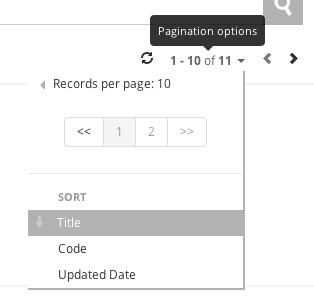 Pagination options
1 - 10 of 11
Records per page: 10
<< 1 2 >>
SORT
Title
Code
Updated Date